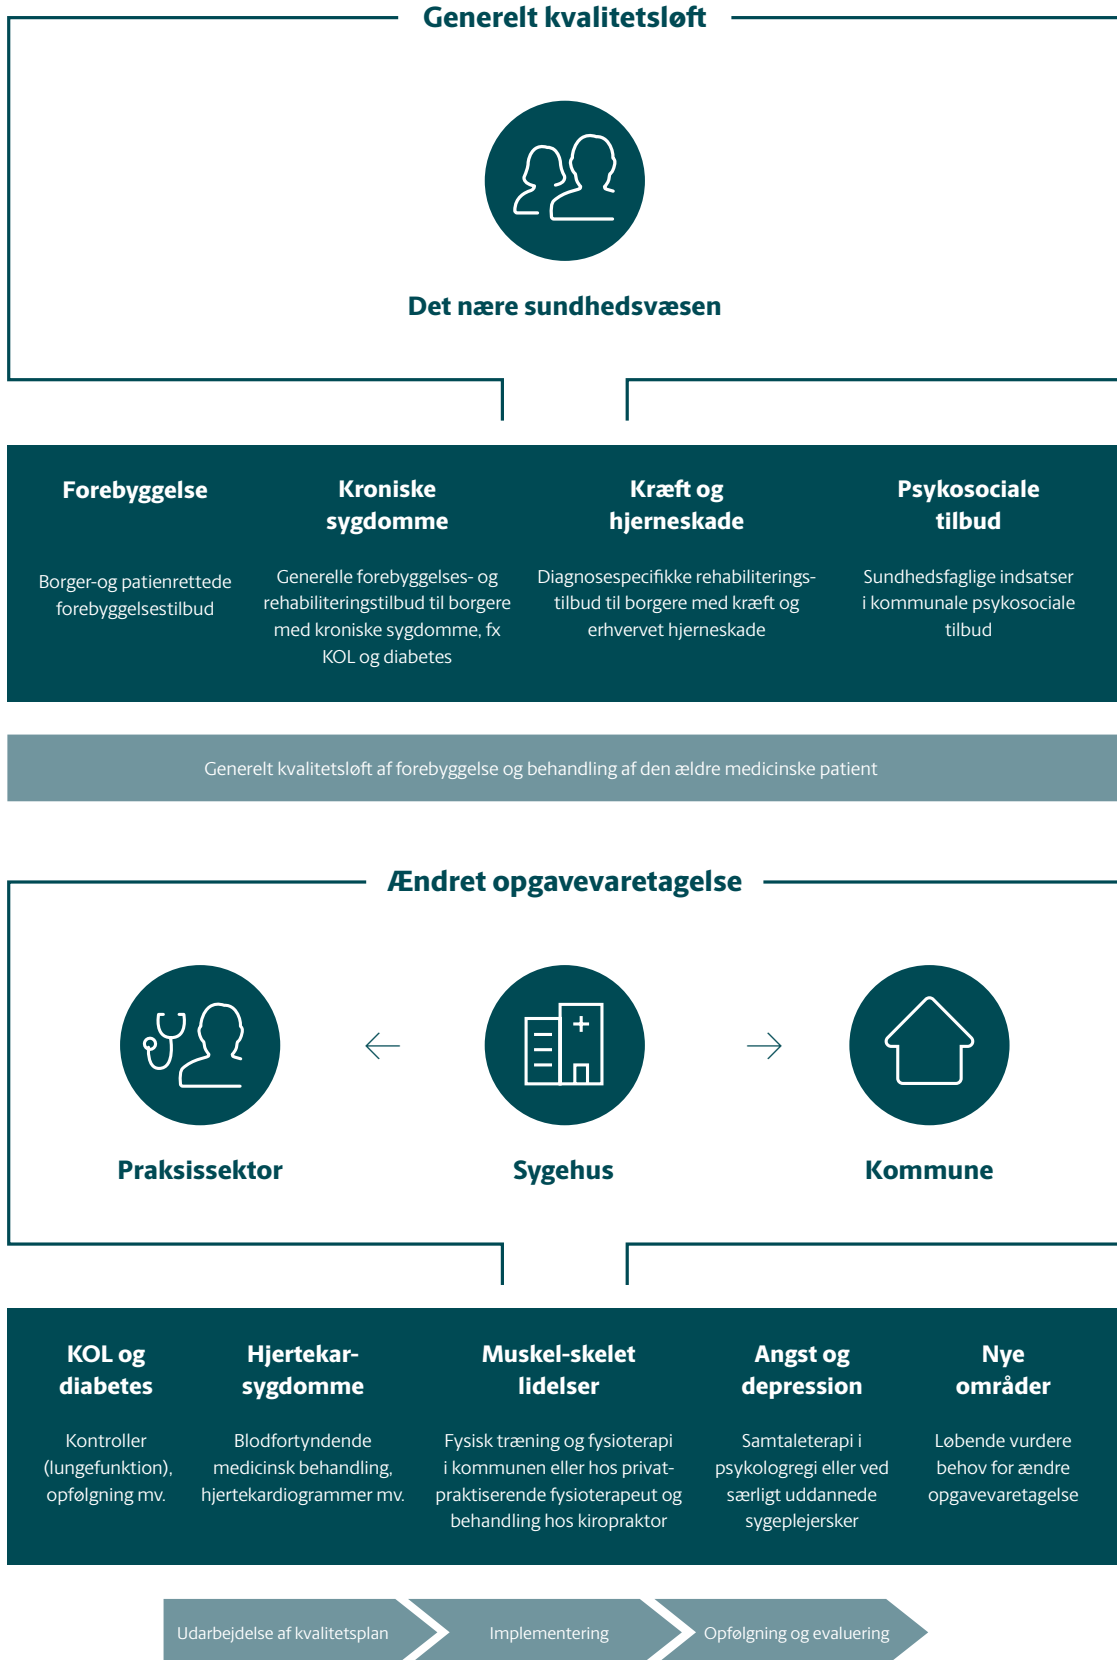 Generelt kvalitetsløft
Det nære sundhedsvæsen
Forebyggelse
Borger-og patienrettede
forebyggelsestilbud
Kroniske
sygdomme
Generelle forebyggelses- og
rehabiliteringstilbud til borgere
med kroniske sygdomme, fx
KOL og diabetes
Kræft og
hjerneskade
Diagnosespecifikke rehabiliterings-
tilbud til borgere med kræft og
erhvervet hjerneskade
Psykosociale
tilbud
Sundhedsfaglige indsatser
i kommunale psykosociale
tilbud
Generelt kvalitetsløft af forebyggelse og behandling af den ældre medicinske patient
Ændret opgavevaretagelse
Praksissektor
Sygehus
Kommune
KOL og
diabetes
Kontroller
(lungefunktion),
opfølgning mv.
Hjertekar-
sygdomme
Blodfortyndende
medicinsk behandling,
hjertekardiogrammer mv.
Muskel-skelet
lidelser
Fysisk træning og fysioterapi
i kommunen eller hos privat-
praktiserende fysioterapeut og
behandling hos kiropraktor
Angst og
depression
Samtaleterapi i
psykologregi eller ved
særligt uddannede
sygeplejersker
Nye
områder
Løbende vurdere
behov for ændre
opgavevaretagelse
Udarbejdelse af kvalitetsplan
Implementering
Opfølgning og evaluering